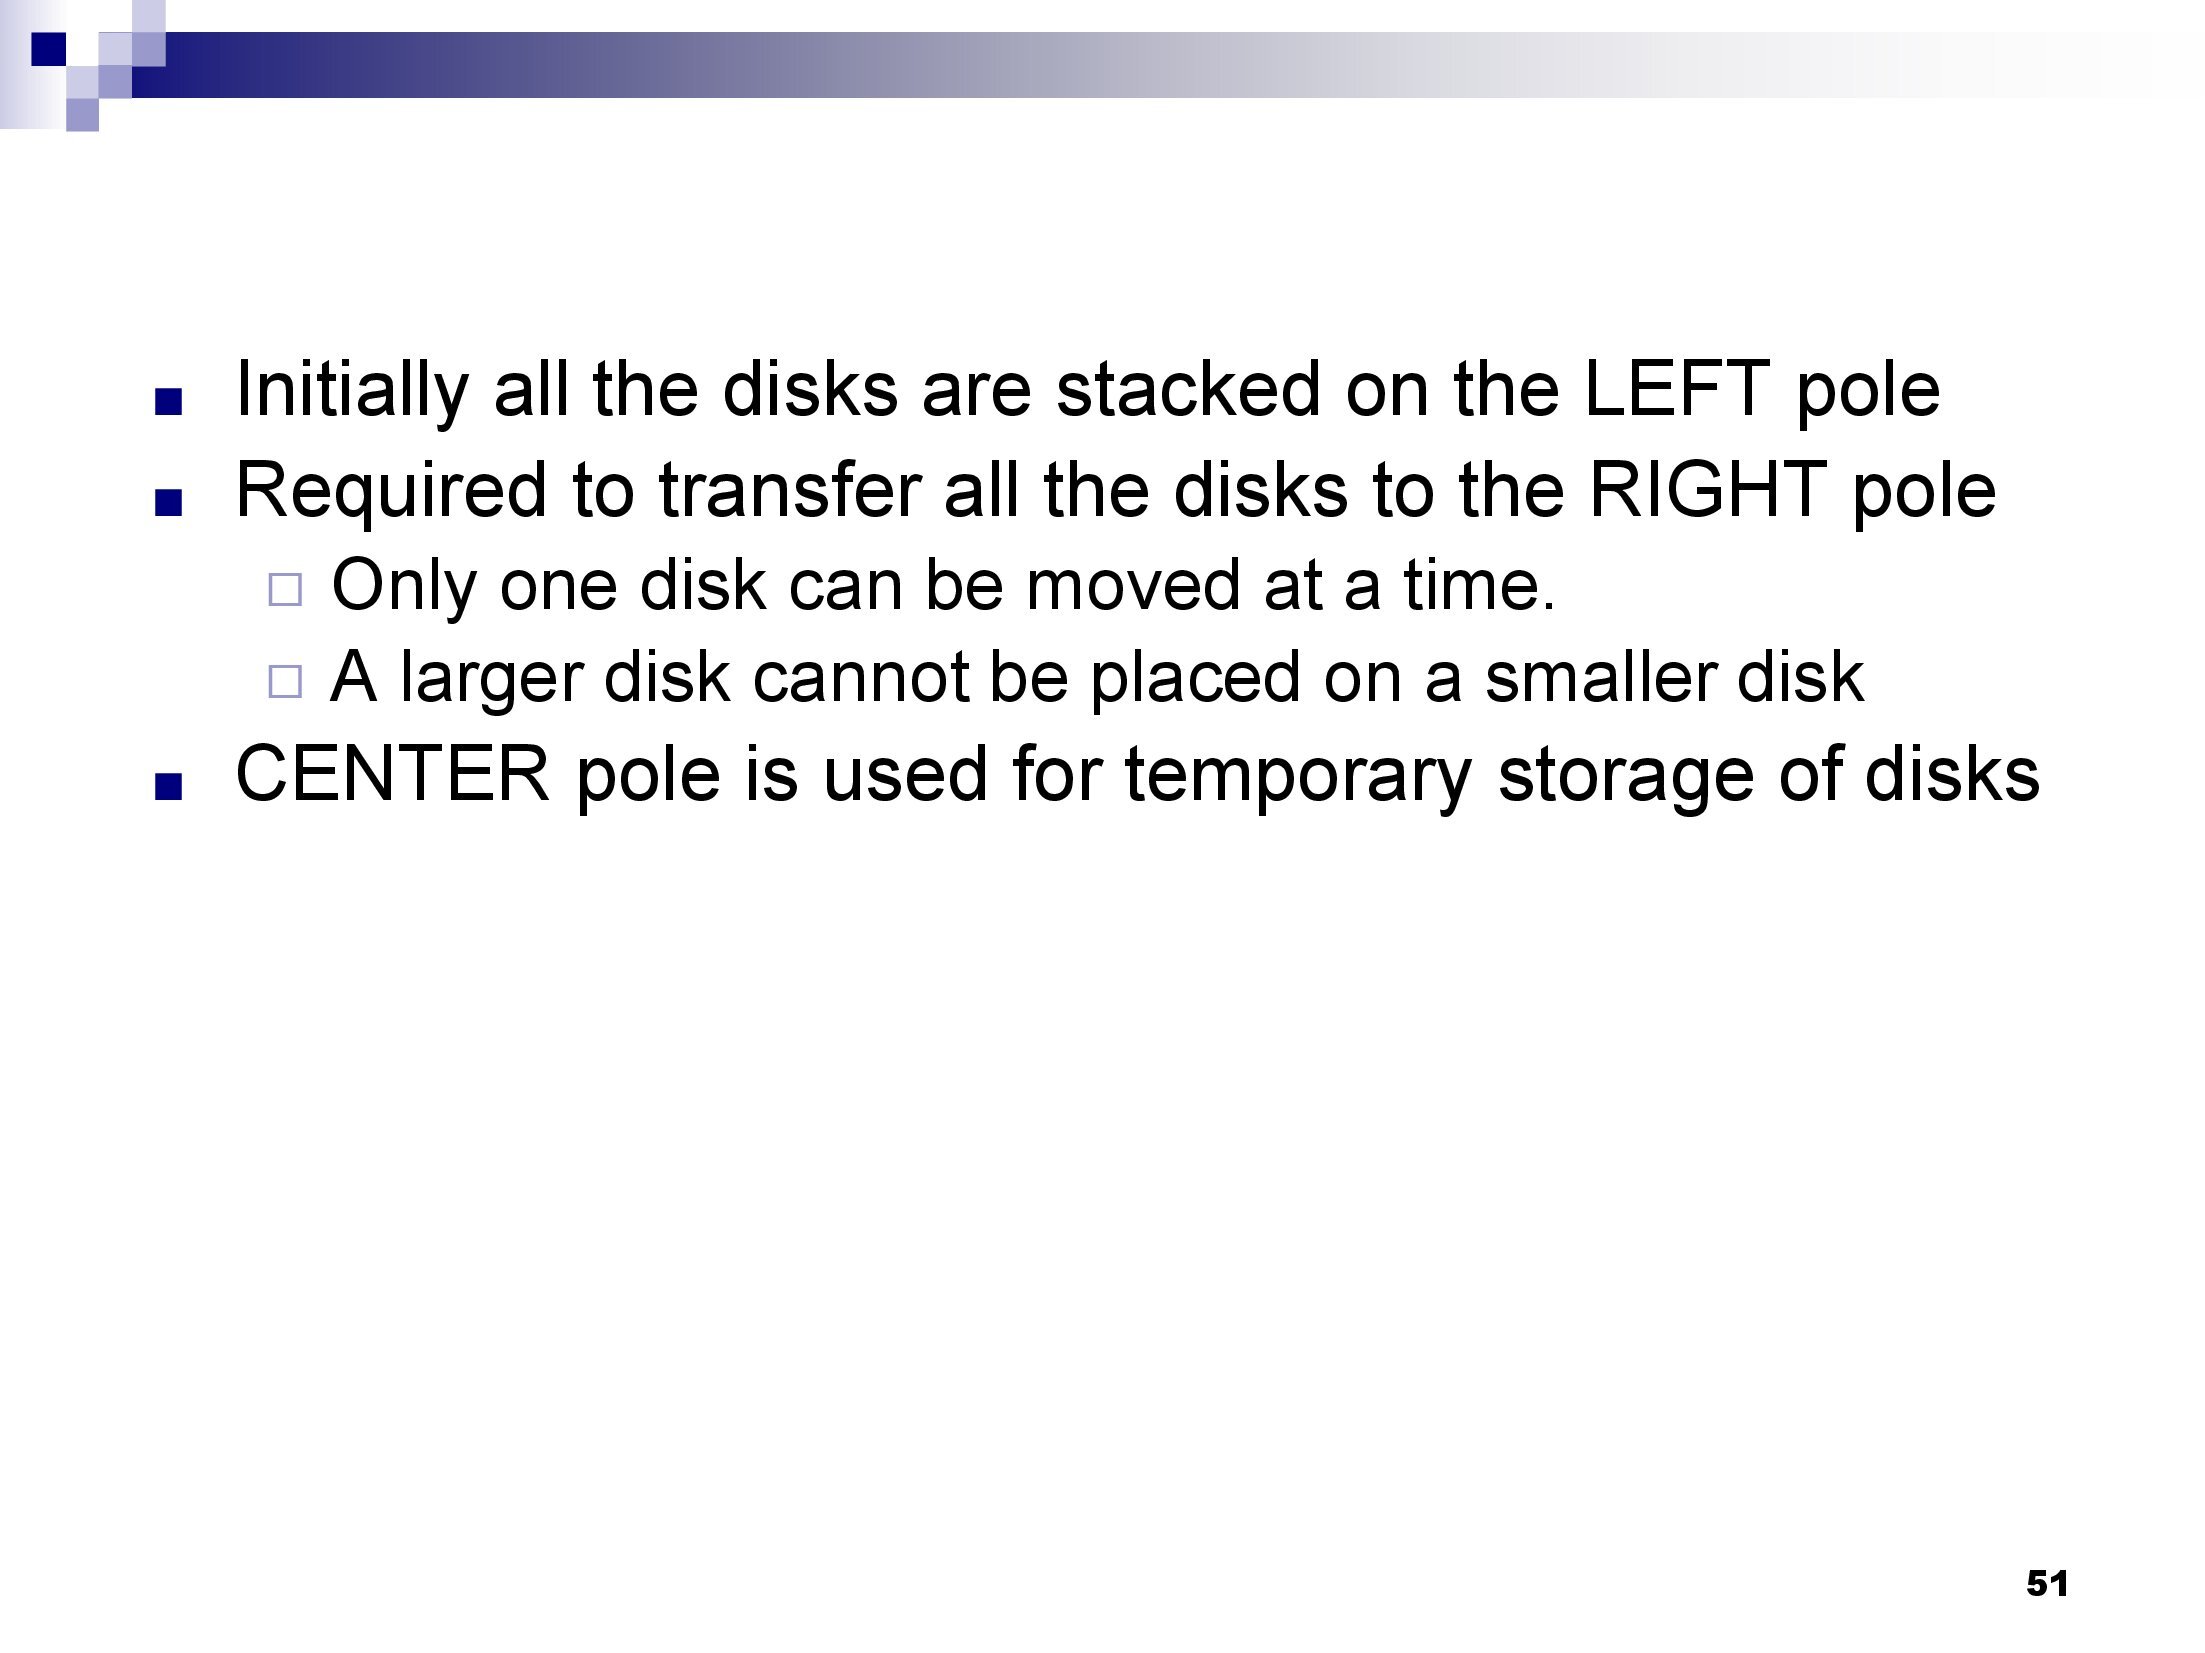 Initially all the disks are stacked on the LEFT pole
Required to transfer all the disks to the RIGHT pole
Only one disk can be moved at a time.
A larger disk cannot be placed on a smaller disk
CENTER pole is used for temporary storage of disks
51